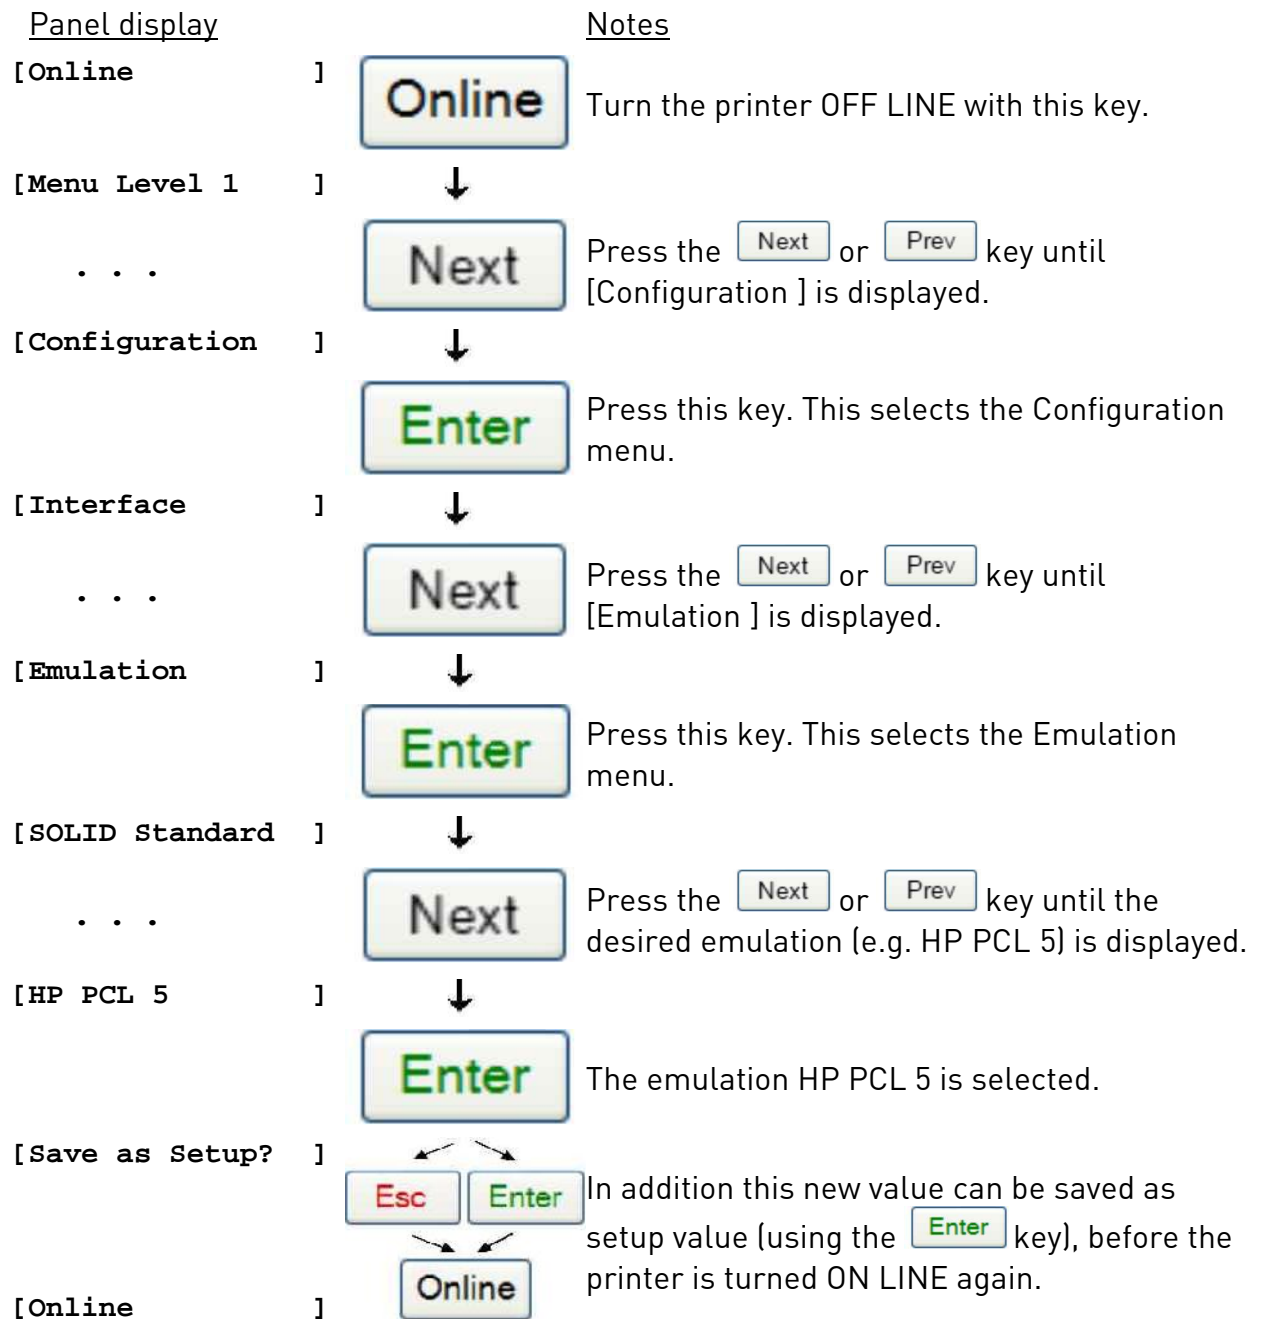 Panel display Notes
[Online ] Online
Turn the printer OFF LINE with this key.
[Menu Level 1 ]
. . . Next Press the Next or Prev key until
[Configuration ] is displayed.
[Configuration ]
Enter Press this key. This selects the Configuration
menu.
[Interface ]
. . . Next Press the Next or Prev key until
[Emulation ] is displayed.
[Emulation ]
Enter Press this key. This selects the Emulation
menu.
[SOLID Standard ]
. . . Next Press the Next or Prev key until the
desired emulation (e.g. HP PCL 5) is displayed.
[HP PCL 5 ]
Enter The emulation HP PCL 5 is selected.
[Save as Setup? ]
Esc Enter In addition this new value can be saved as
setup value (using the Enter key), before the
Online printer is turned ON LINE again.
[Online ]